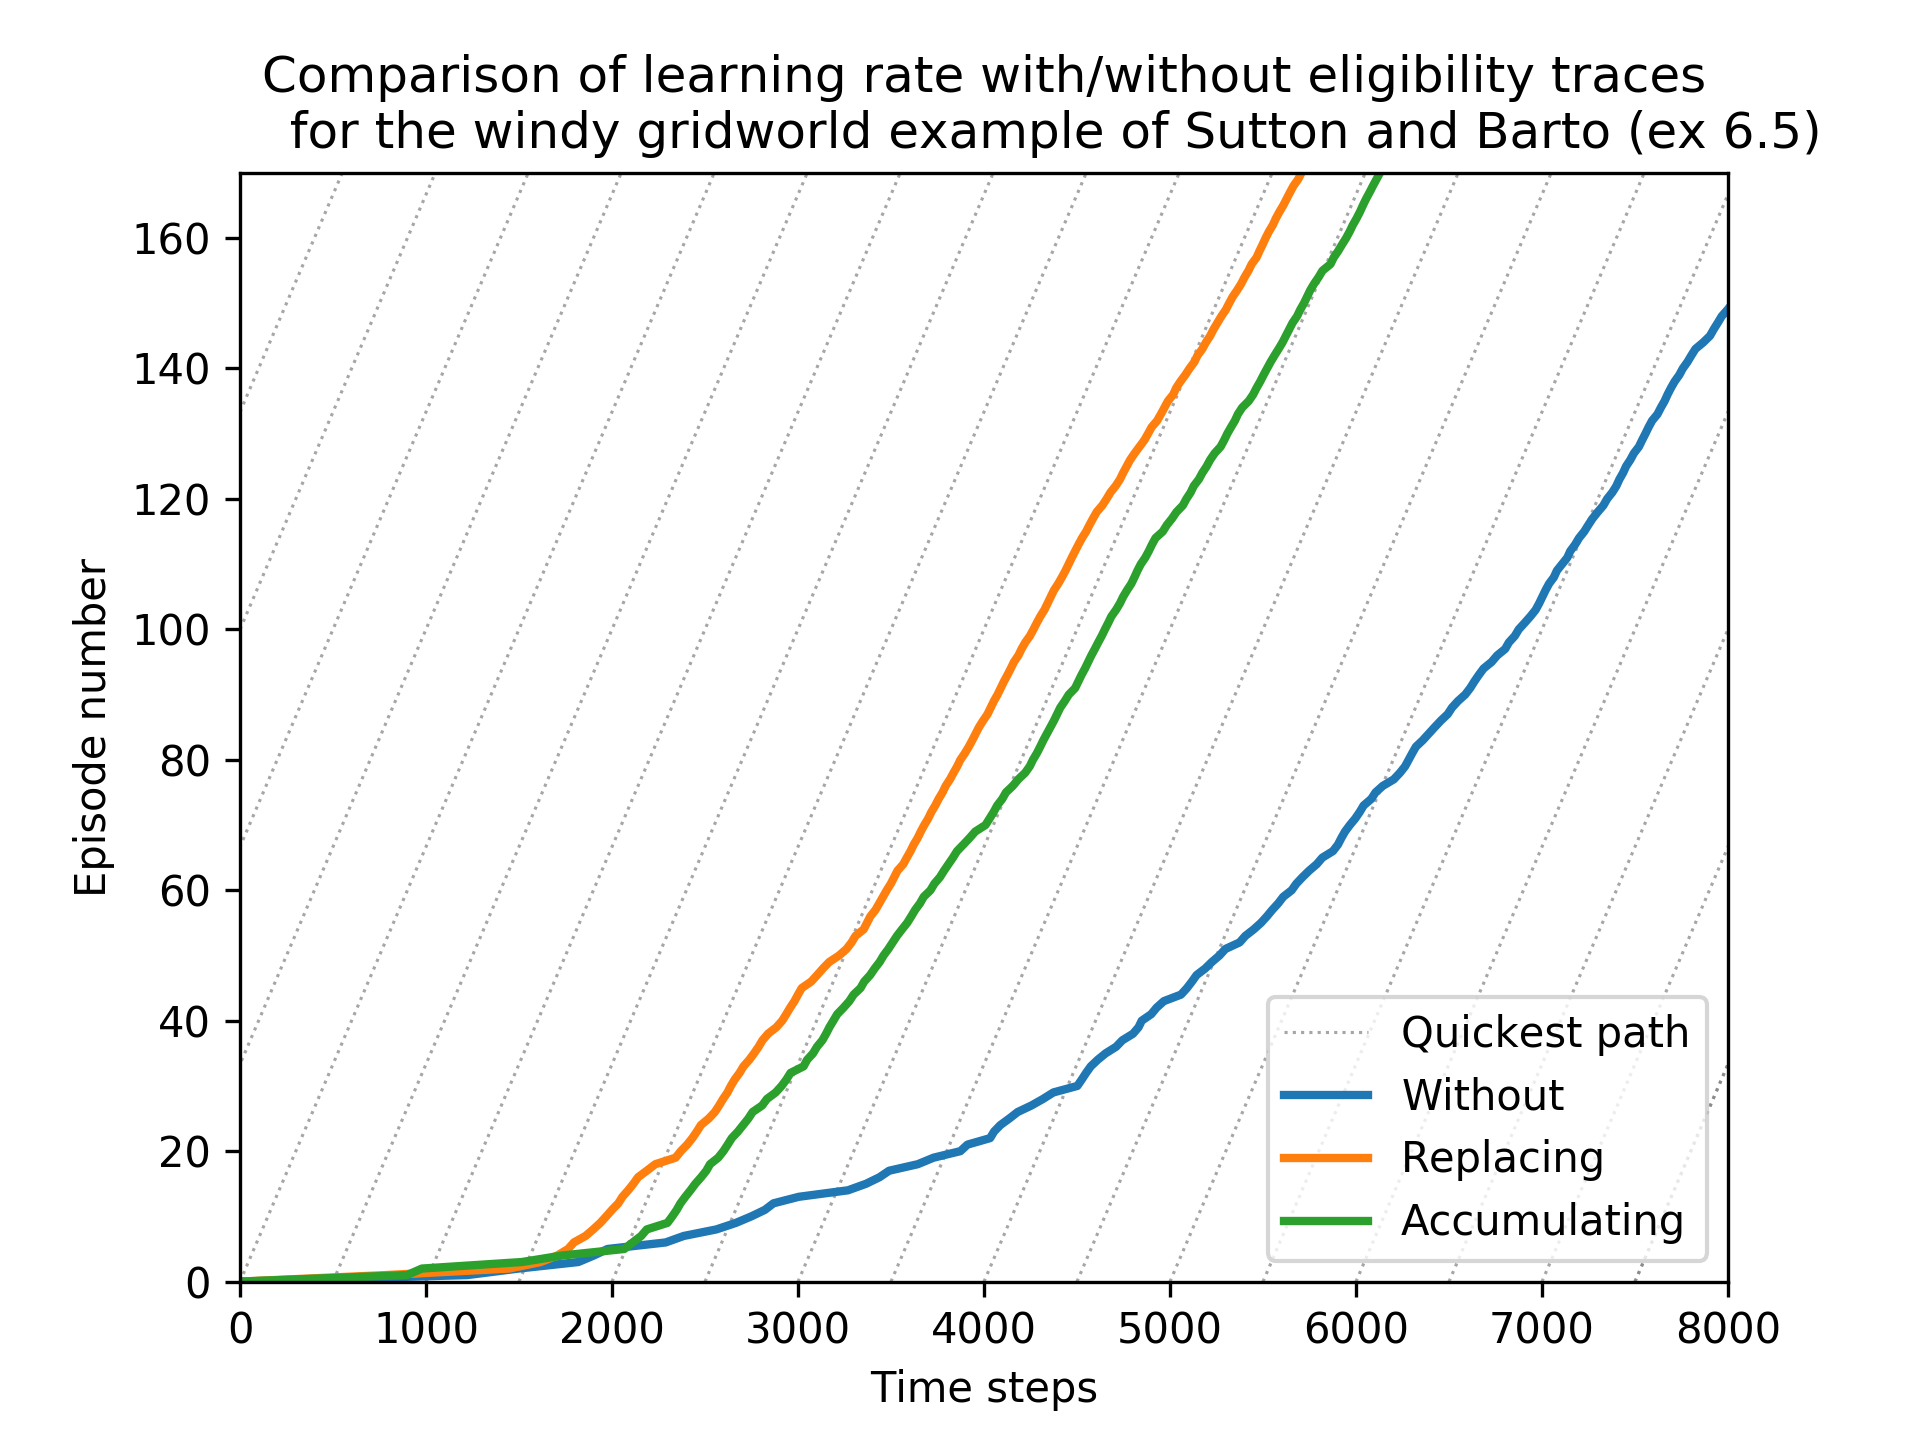 Comparison of learning rate with/without eligibility traces
for the windy gridworld example of Sutton and Barto (ex 6.5)
160
140
120
100
80
60
40
20
0
Episode number
0 1000 2000 3000 4000 5000 6000 7000 8000
Time steps
Quickest path
Without
Replacing
Accumulating